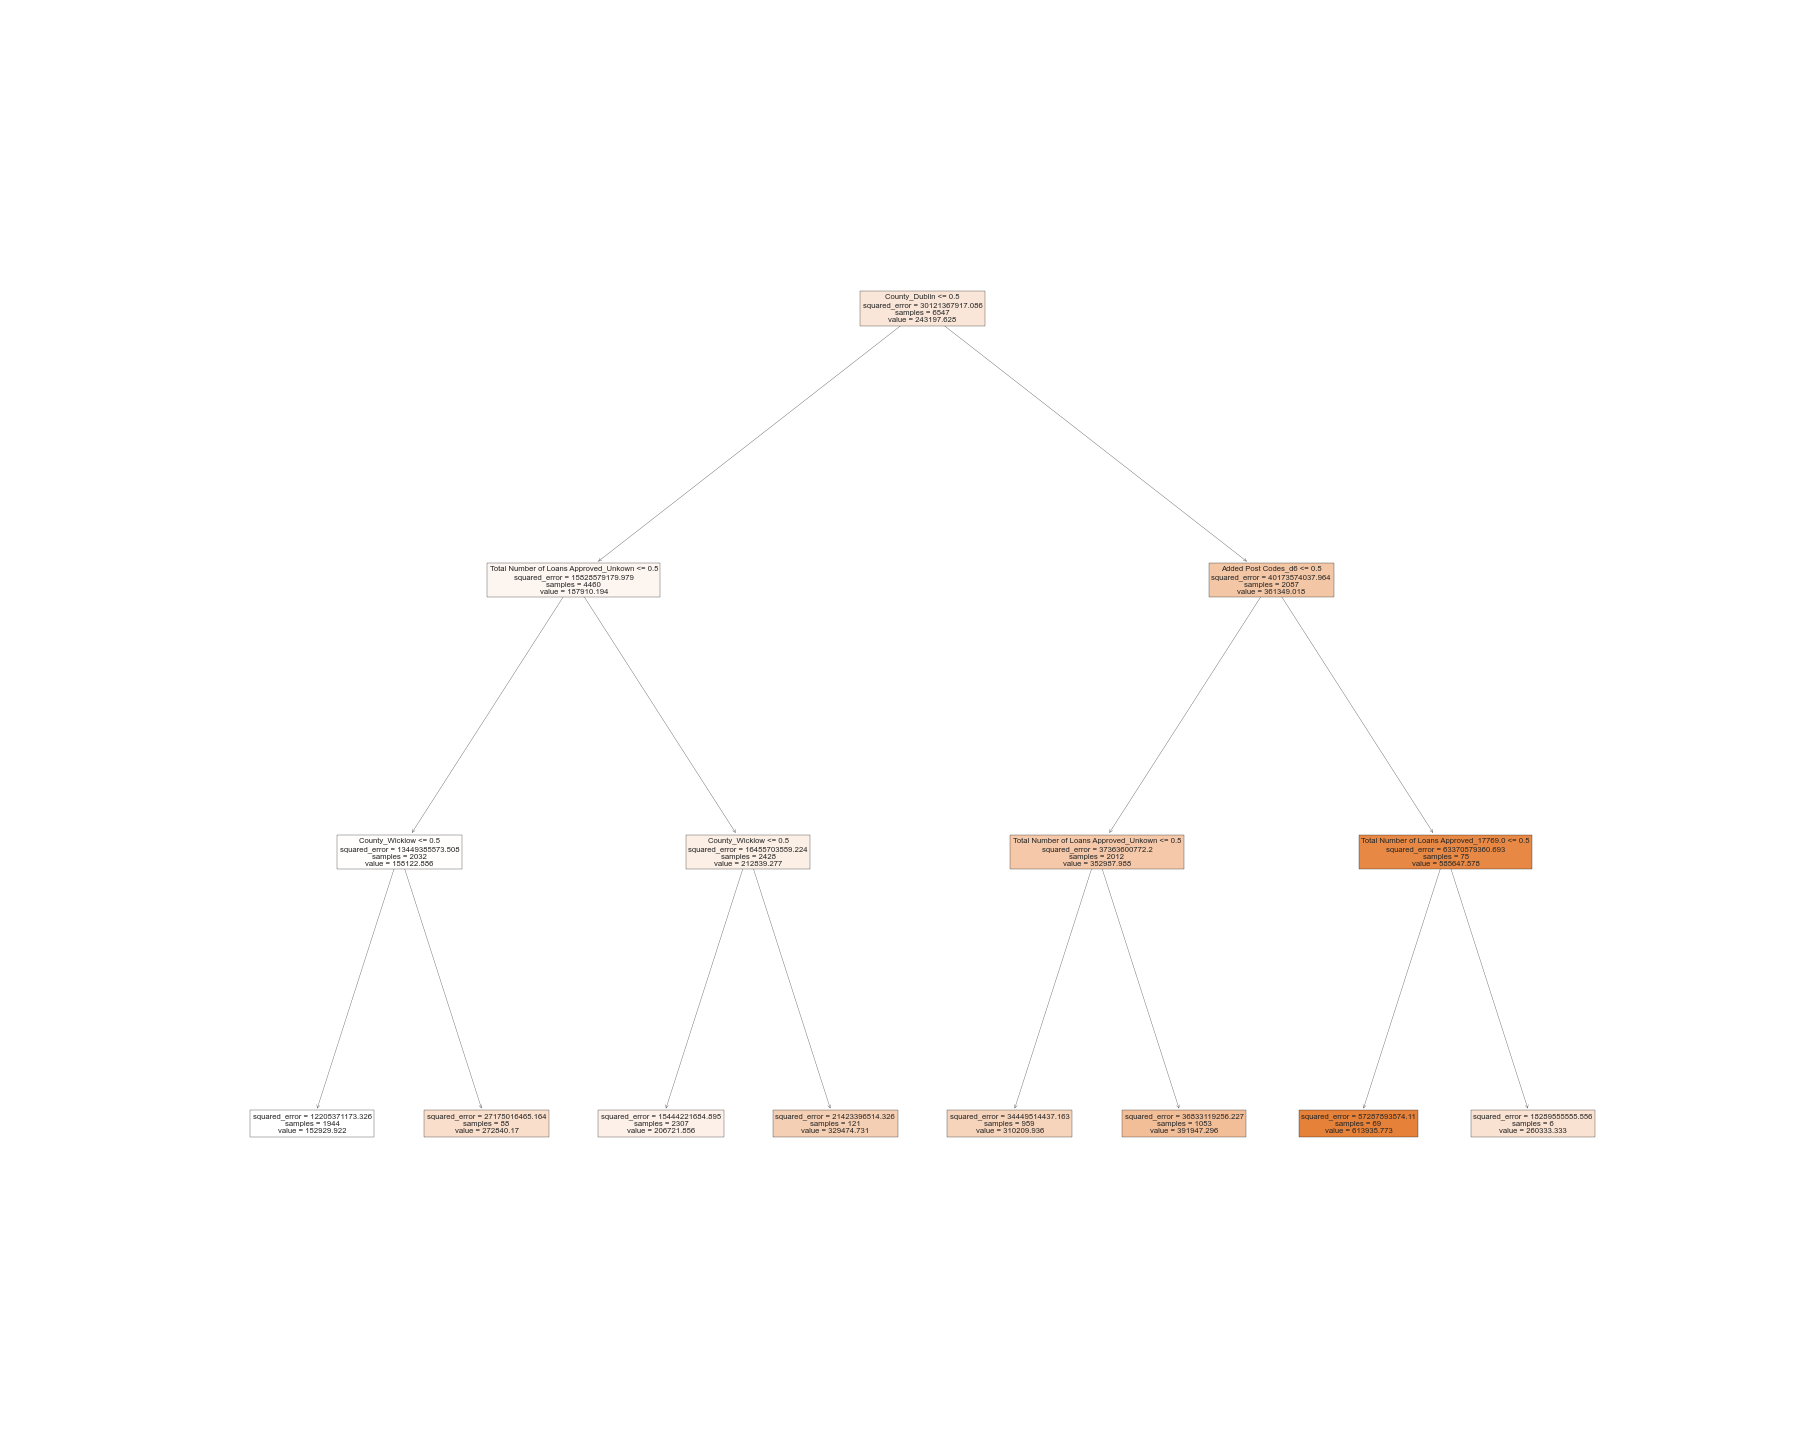 County_Dublin <= 0.5
squared_error = 30121367917.086
samples = 6547
value = 243197.628
Total Number of Loans Approved_Unkown <= 0.5
squared_error = 15828579179.979
samples = 4460
value = 187910.194
Added Post Codes_d6 <= 0.5
squared_error = 40173574037.964
samples = 2087
value = 361349.018
County_Wicklow <= 0.5
squared_error = 13449385573.508
samples = 2032
value = 158122.886
County_Wicklow <= 0.5
squared_error = 16455703559.224
samples = 2428
value = 212839.277
Total Number of Loans Approved_Unkown <= 0.5
squared_error = 37363600772.2
samples = 2012
value = 352987.988
Total Number of Loans Approved_17769.0 <= 0.5
squared_error = 63370579360.693
samples = 75
value = 585647.578
squared_error = 12205371173.326
samples = 1944
value = 152929.922
squared_error = 27175016465.164
samples = 88
value = 272840.17
squared_error = 15444221684.895
samples = 2307
value = 206721.856
squared_error = 21423396514.326
samples = 121
value = 329474.731
squared_error = 34449514437.163
samples = 959
value = 310209.936
squared_error = 36833119256.227
samples = 1053
value = 391947.296
squared_error = 57287893574.11
samples = 69
value = 613935.773
squared_error = 18289555555.556
samples = 6
value = 260333.333